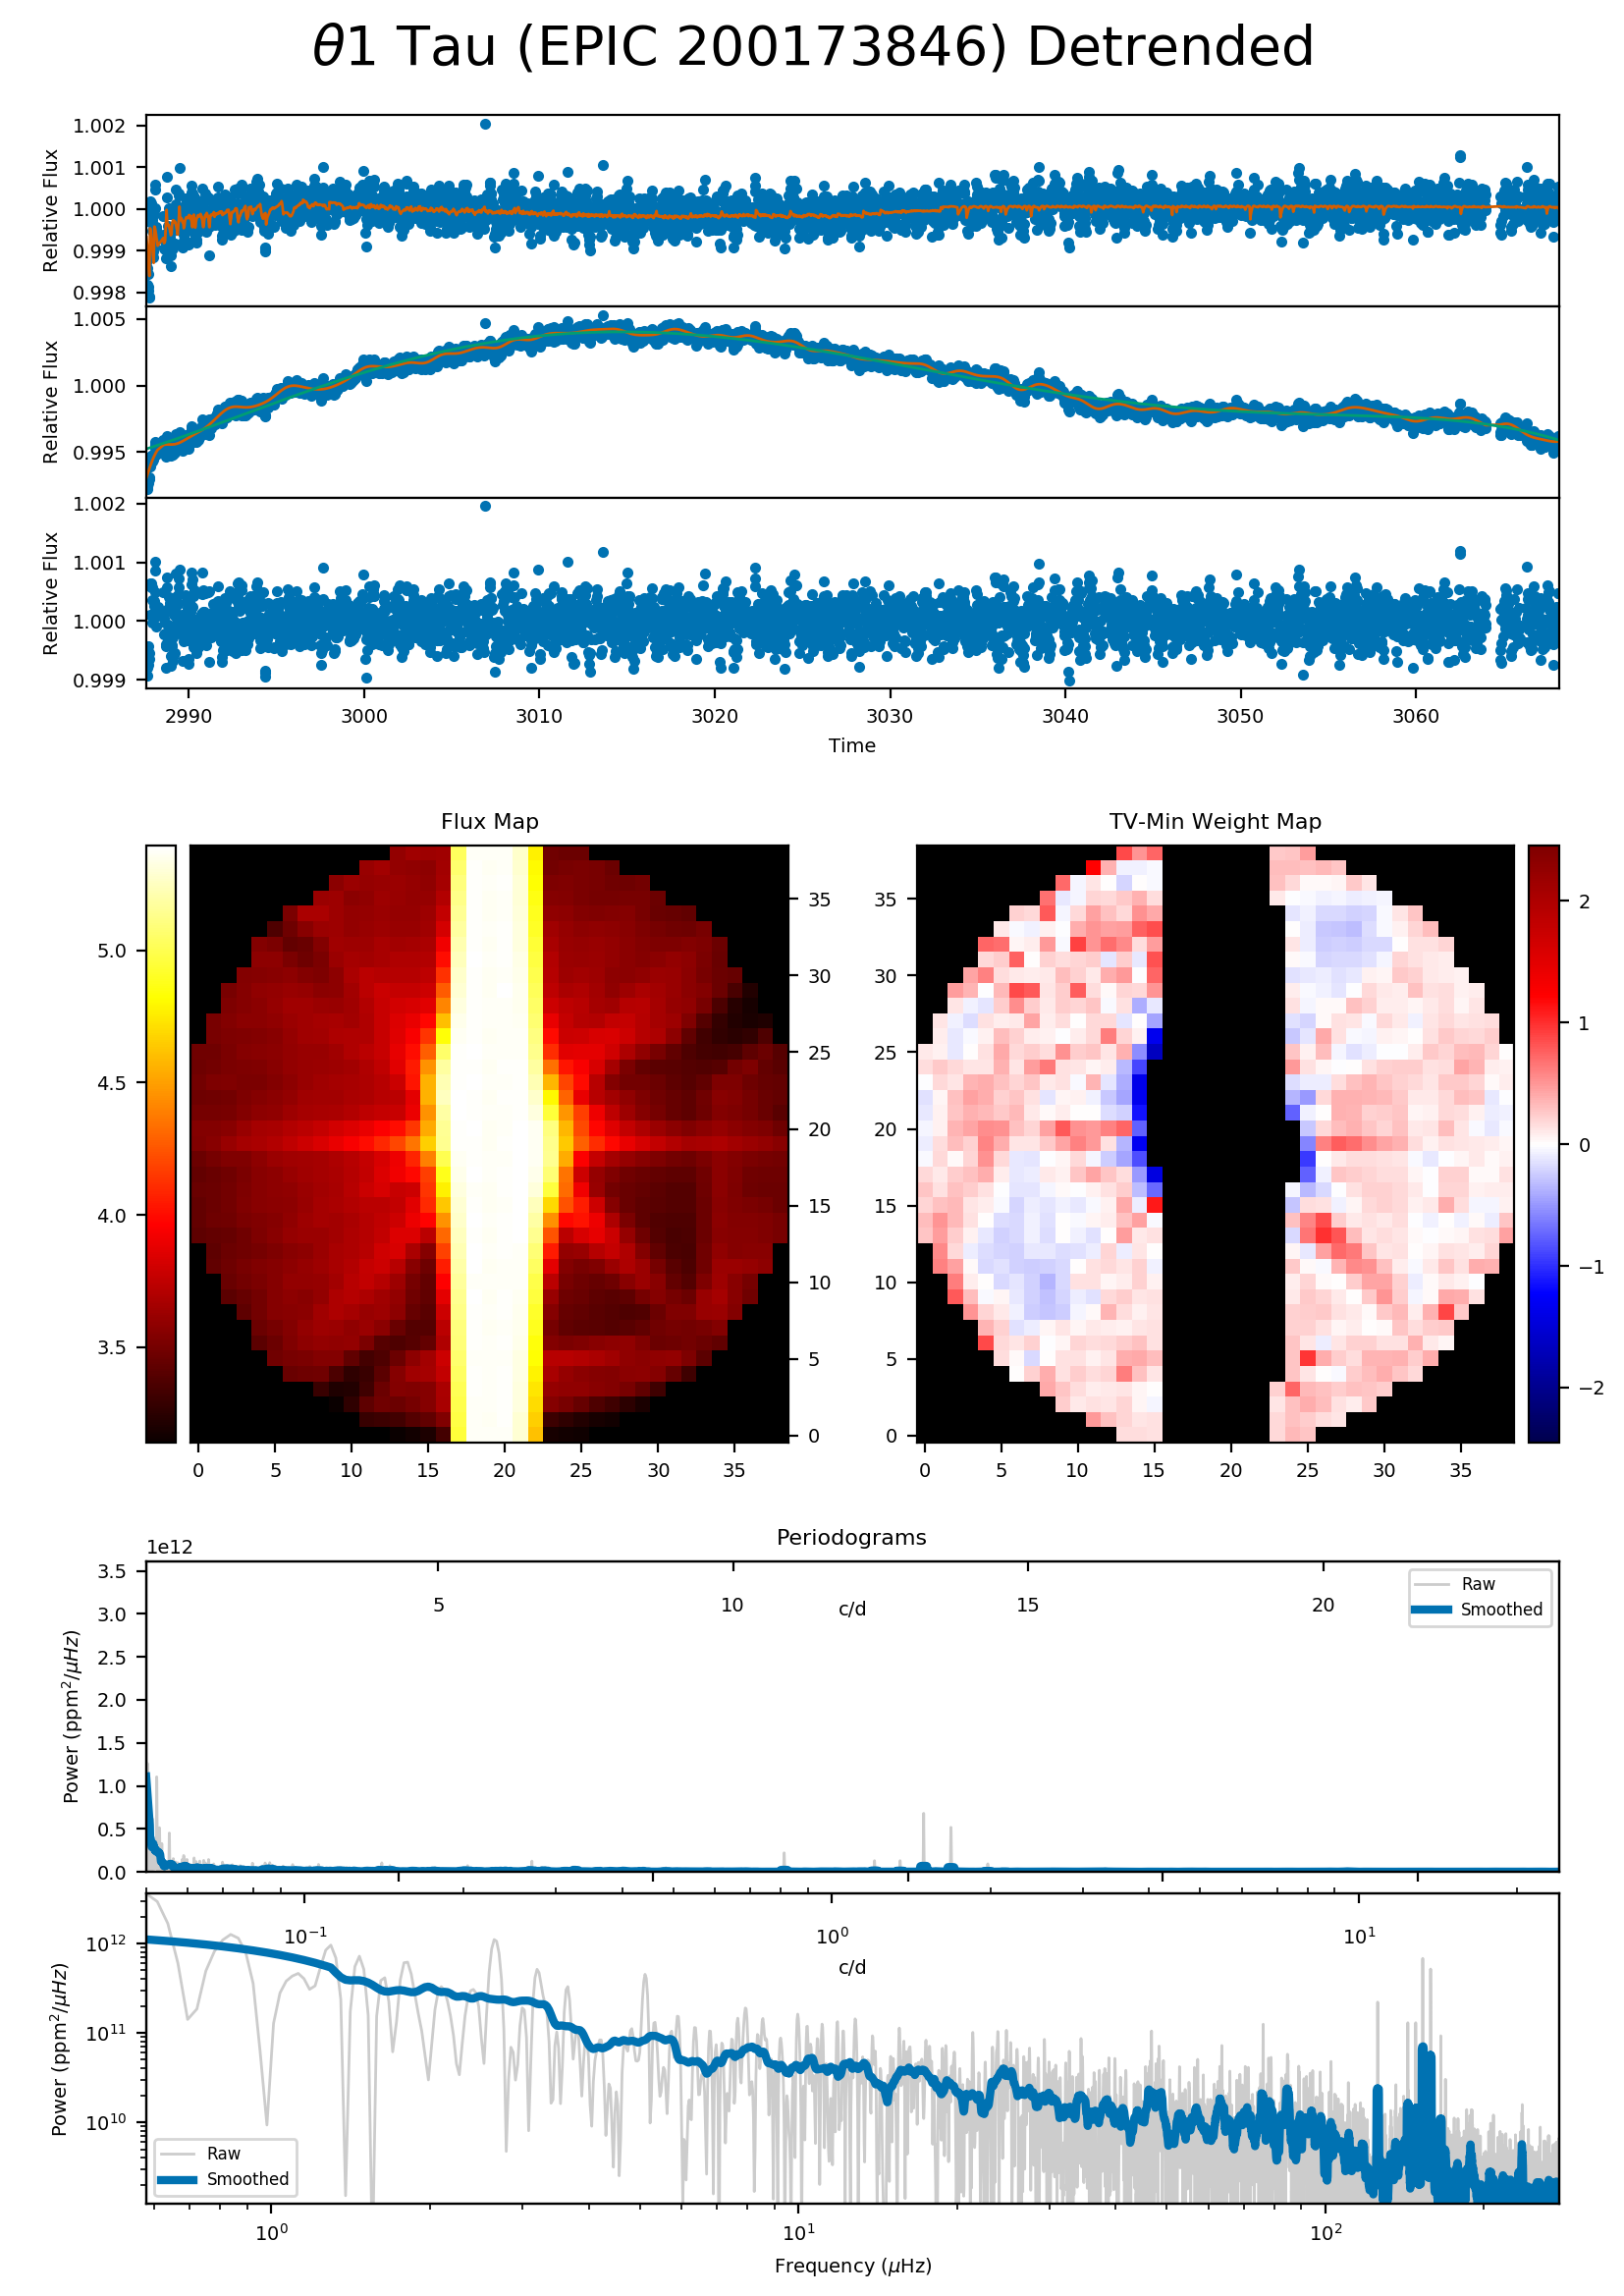 θ1 Tau (EPIC 200173846) Detrended
1.002
1.001
1.000
0.999
0.998
Relative Flux
1.005
1.000
0.995
Relative Flux
1.002
1.001
1.000
0.999
Relative Flux
2990 3000 3010 3020 3030 3040 3050 3060
Time
Flux Map
5.0
4.5
4.0
3.5
35
30
25
20
15
10
5
0
0 5 10 15 20 25 30 35
TV-Min Weight Map
35
30
25
20
15
10
5
0
0 5 10 15 20 25 30 35
2
1
0
−1
−2
Periodograms
1e12
3.5
3.0
2.5
2.0
1.5
1.0
0.5
0.0
Power (ppm²/μHz)
5 10 15 20
c/d
Raw
Smoothed
10¹²
10¹¹
10¹⁰
Power (ppm²/μHz)
10⁻¹ 10⁰ 10¹
c/d
Raw
Smoothed
10⁰ 10¹ 10²
Frequency (μHz)